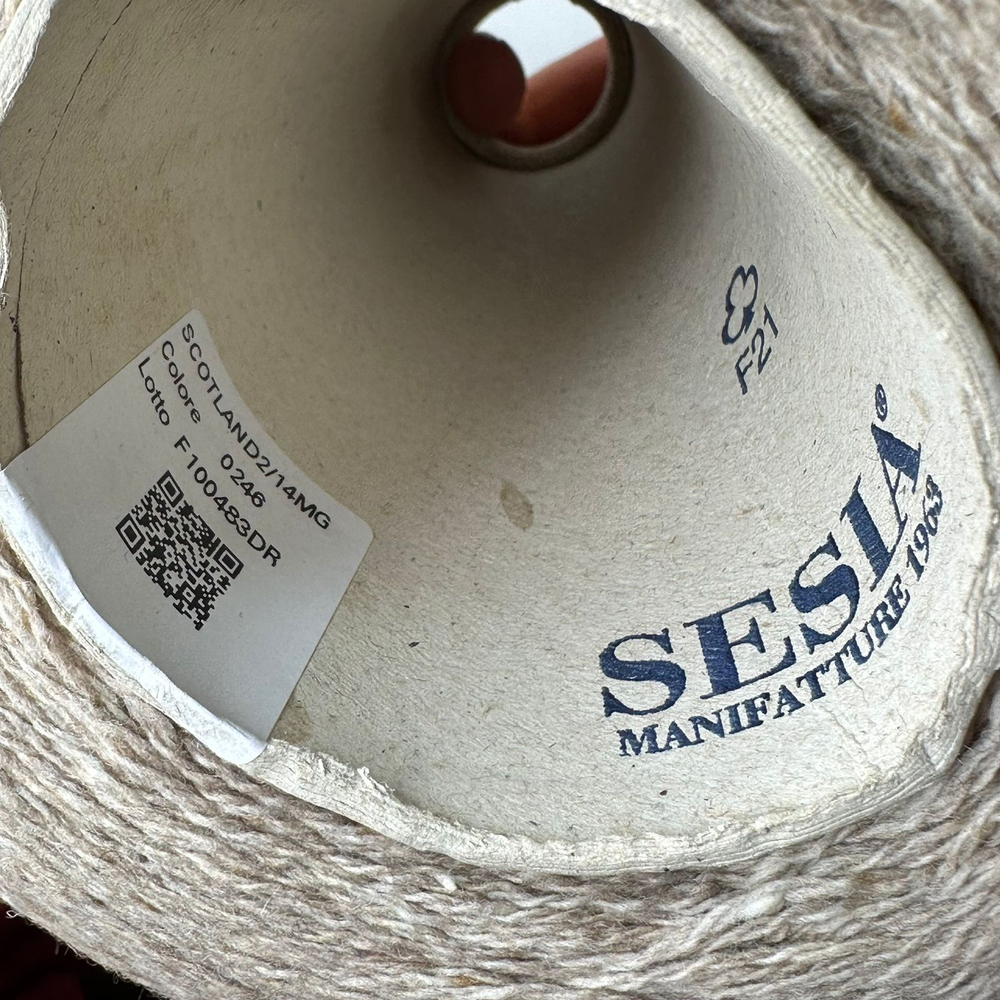 SCOTLAND2/14MG
Colore 0246
Lotto F100483DR
F21
SESIA®
MANIFATTURE 1963